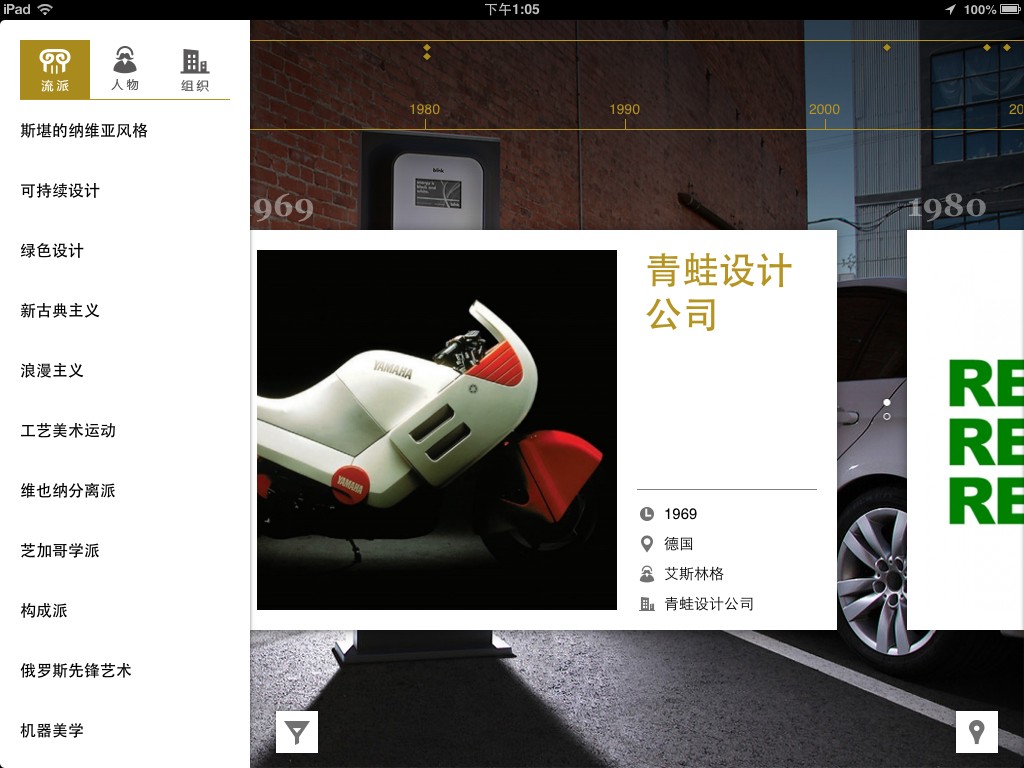 iPad
下午1:05
100%
流派
人物
组织
斯堪的纳维亚风格
可持续设计
绿色设计
新古典主义
浪漫主义
工艺美术运动
维也纳分离派
芝加哥学派
构成派
俄罗斯先锋艺术
机器美学
1980
1990
2000
20
1969
1980
blink
YAMAHA
YAMAHA
青蛙设计
公司
1969
德国
艾斯林格
青蛙设计公司
RE
RE
RE